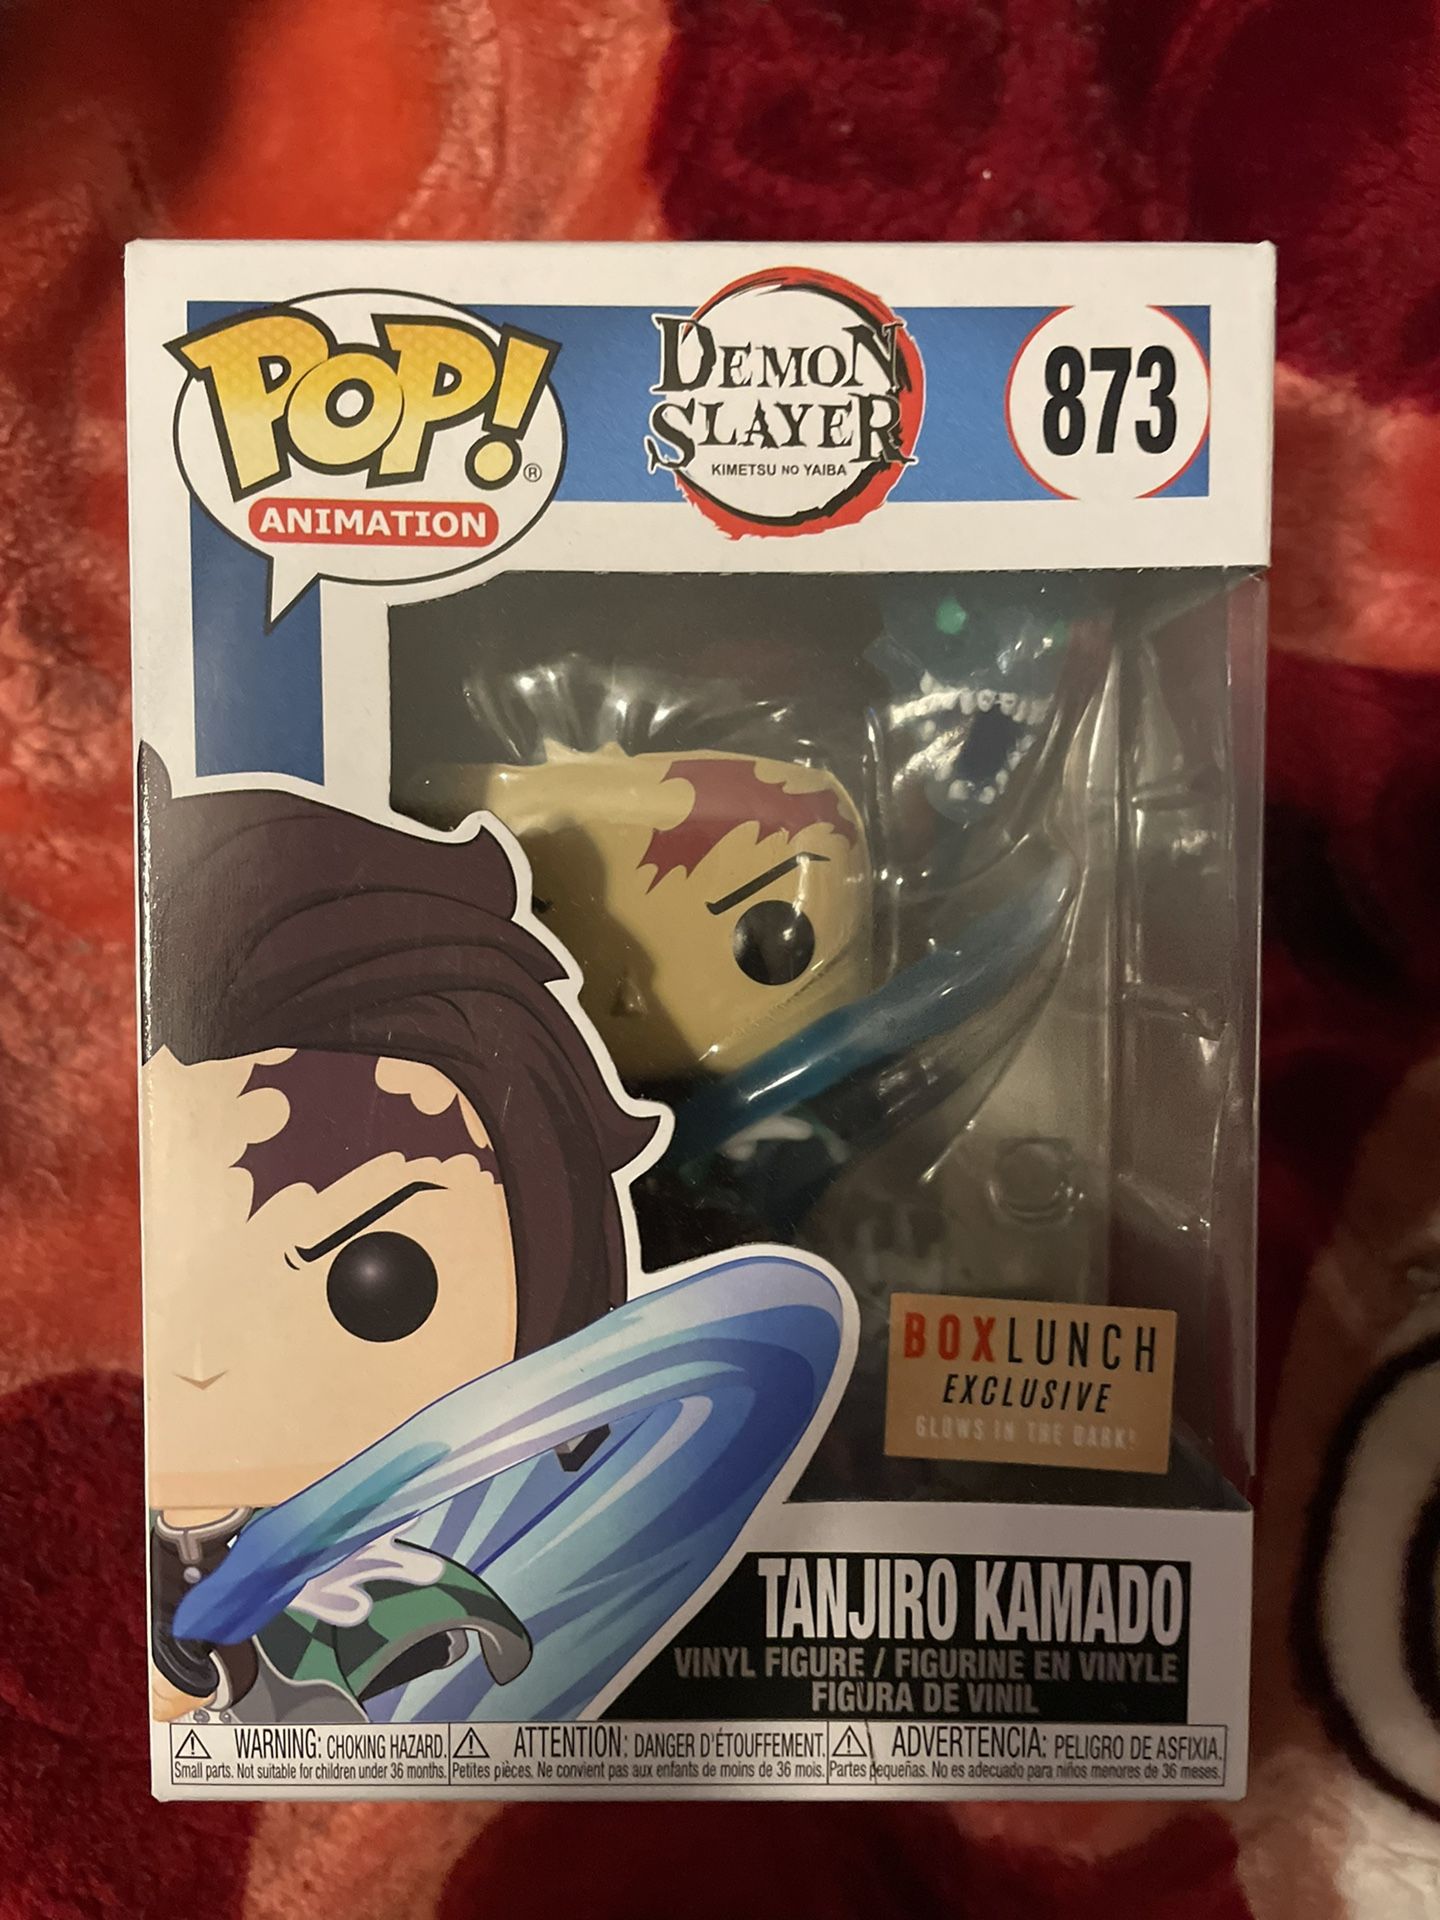 POP!®
ANIMATION
DEMON
SLAYER
KIMETSU NO YAIBA
873
BOXLUNCH
EXCLUSIVE
GLOWS IN THE DARK!
TANJIRO KAMADO
VINYL FIGURE / FIGURINE EN VINYLE
FIGURA DE VINIL
WARNING: CHOKING HAZARD.
Small parts. Not suitable for children under 36 months.
ATTENTION: DANGER D'ÉTOUFFEMENT.
Petites pièces. Ne convient pas aux enfants de moins de 36 mois.
ADVERTENCIA: PELIGRO DE ASFIXIA.
Partes pequeñas. No es adecuado para niños menores de 36 meses.